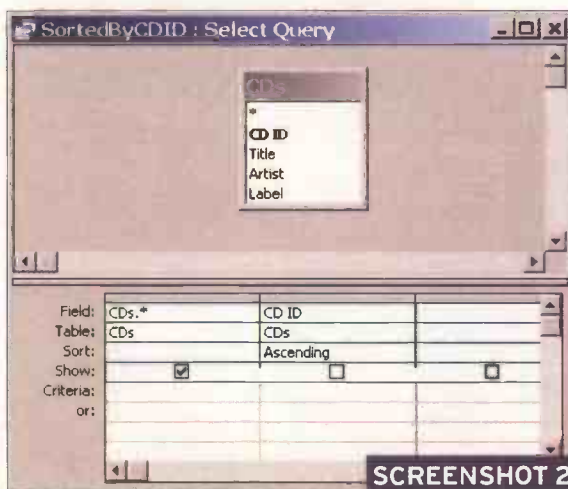 SortedByCDID : Select Query
CDs
*
CD ID
Title
Artist
Label
Field: CDs.* CD ID
Table: CDs CDs
Sort: Ascending
Show:
Criteria:
or:
SCREENSHOT 2